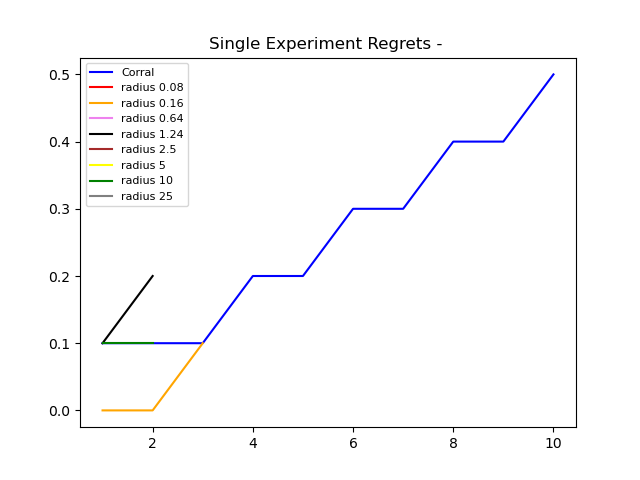 Single Experiment Regrets -
Corral
radius 0.08
radius 0.16
radius 0.64
radius 1.24
radius 2.5
radius 5
radius 10
radius 25
0.5
0.4
0.3
0.2
0.1
0.0
2 4 6 8 10